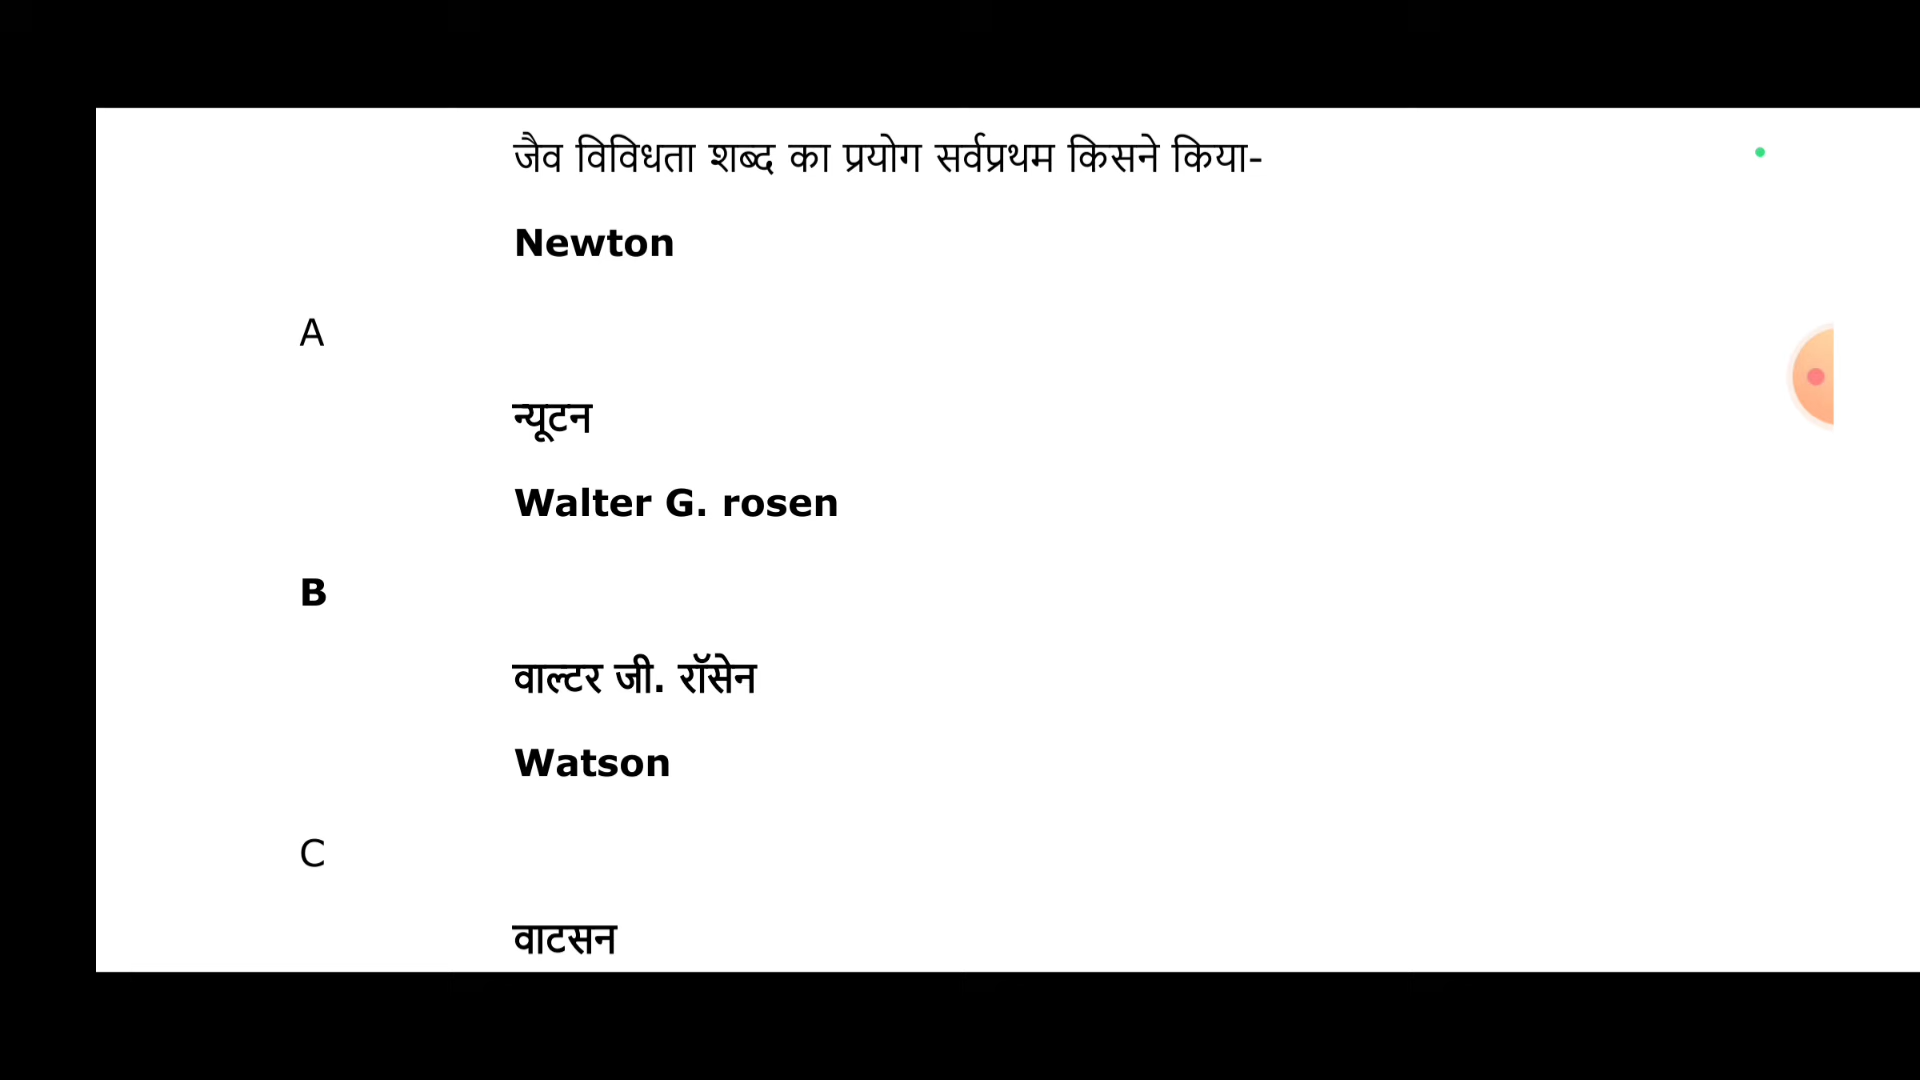 जैव विविधता शब्द का प्रयोग सर्वप्रथम किसने किया-
Newton
A
न्यूटन
Walter G. rosen
B
वाल्टर जी. रॉसेन
Watson
C
वाटसन